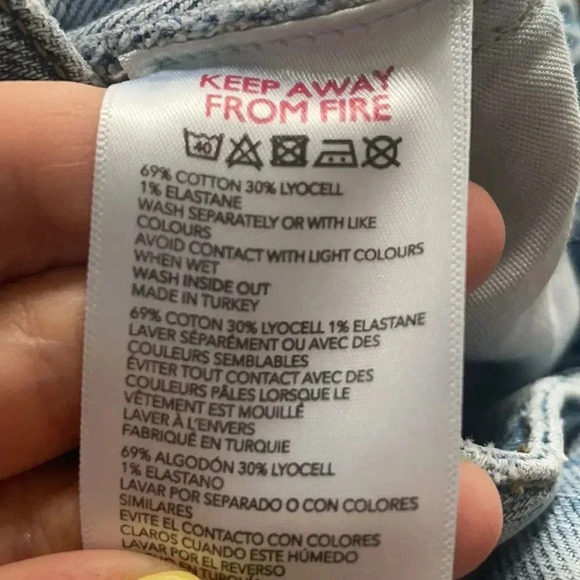 KEEP AWAY
FROM FIRE
40
69% COTTON 30% LYOCELL
1% ELASTANE
WASH SEPARATELY OR WITH LIKE
COLOURS
AVOID CONTACT WITH LIGHT COLOURS
WHEN WET
WASH INSIDE OUT
MADE IN TURKEY
69% COTON 30% LYOCELL 1% ELASTANE
LAVER SÉPARÉMENT OU AVEC DES
COULEURS SEMBLABLES
ÉVITER TOUT CONTACT AVEC DES
COULEURS PÂLES LORSQUE LE
VÊTEMENT EST MOUILLÉ
LAVER À L'ENVERS
FABRIQUÉ EN TURQUIE
69% ALGODÓN 30% LYOCELL
1% ELASTANO
LAVAR POR SEPARADO O CON COLORES
SIMILARES
EVITE EL CONTACTO CON COLORES
CLAROS CUANDO ESTE HÚMEDO
LAVAR POR EL REVERSO
EN TURQUÍA